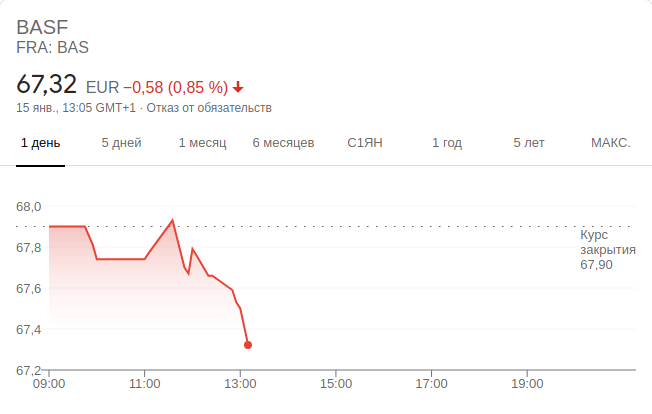 BASF
FRA: BAS
67,32 EUR −0,58 (0,85 %)
15 янв., 13:05 GMT+1 · Отказ от обязательств
1 день 5 дней 1 месяц 6 месяцев С1ЯН 1 год 5 лет МАКС.
68,0
67,8
67,6
67,4
67,2
Курс
закрытия
67,90
09:00 11:00 13:00 15:00 17:00 19:00